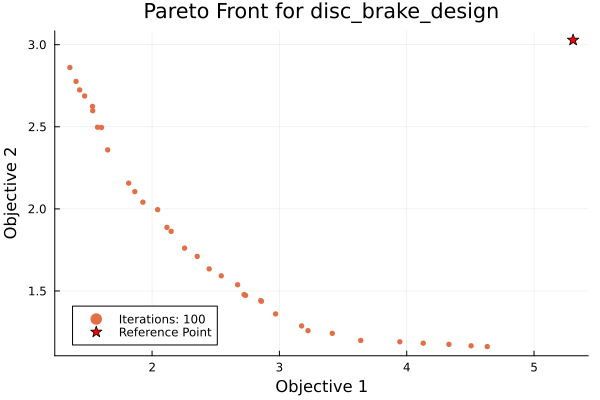 Pareto Front for disc_brake_design
Objective 2
3.0
2.5
2.0
1.5
Iterations: 100
Reference Point
2
3
4
5
Objective 1